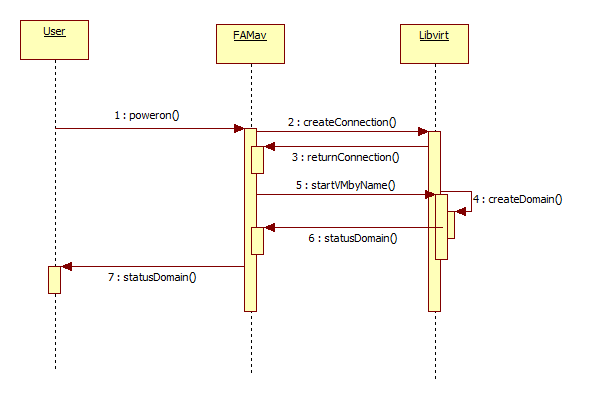 User
FAMav
Libvirt
1 : poweron()
2 : createConnection()
3 : returnConnection()
5 : startVMbyName()
4 : createDomain()
6 : statusDomain()
7 : statusDomain()